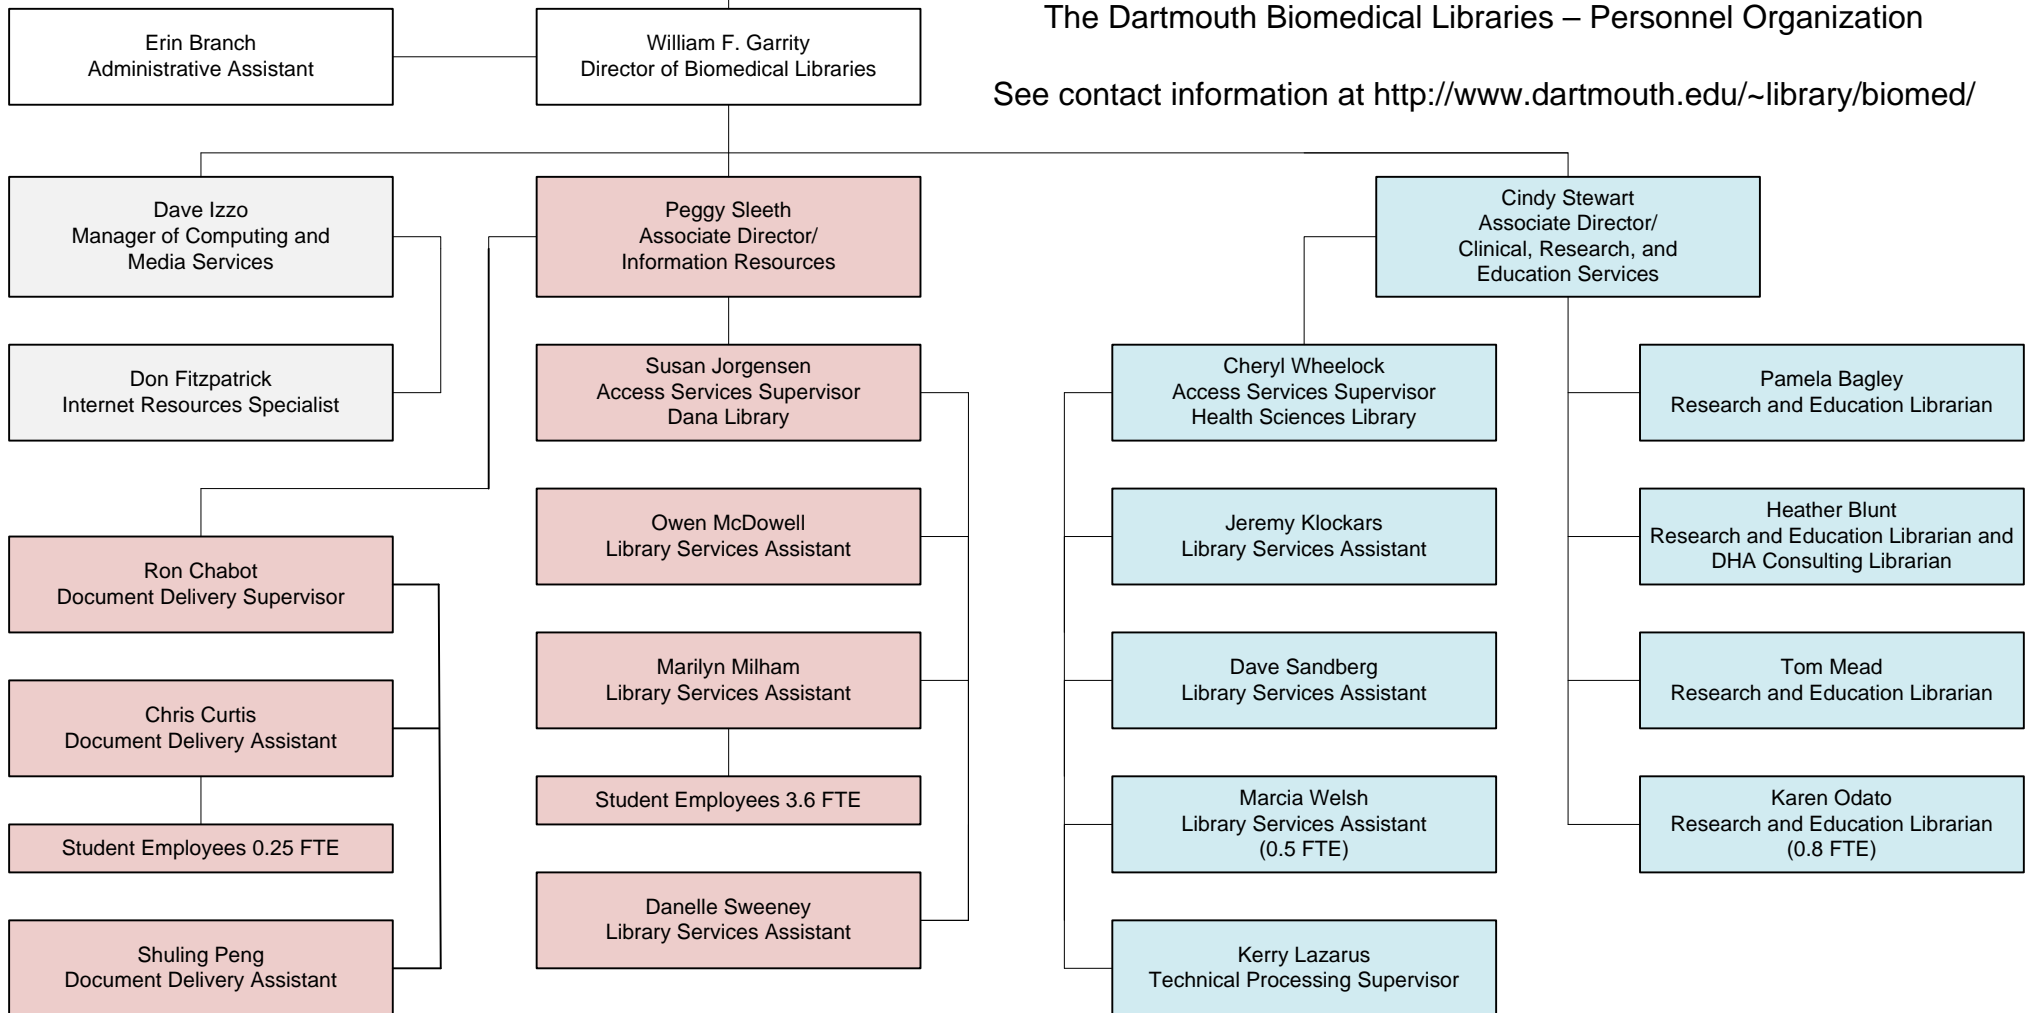 The Dartmouth Biomedical Libraries – Personnel Organization
See contact information at http://www.dartmouth.edu/~library/biomed/
Erin Branch
Administrative Assistant
William F. Garrity
Director of Biomedical Libraries
Dave Izzo
Manager of Computing and
Media Services
Peggy Sleeth
Associate Director/
Information Resources
Cindy Stewart
Associate Director/
Clinical, Research, and
Education Services
Don Fitzpatrick
Internet Resources Specialist
Susan Jorgensen
Access Services Supervisor
Dana Library
Cheryl Wheelock
Access Services Supervisor
Health Sciences Library
Pamela Bagley
Research and Education Librarian
Ron Chabot
Document Delivery Supervisor
Owen McDowell
Library Services Assistant
Jeremy Klockars
Library Services Assistant
Heather Blunt
Research and Education Librarian and
DHA Consulting Librarian
Chris Curtis
Document Delivery Assistant
Marilyn Milham
Library Services Assistant
Dave Sandberg
Library Services Assistant
Tom Mead
Research and Education Librarian
Student Employees 0.25 FTE
Student Employees 3.6 FTE
Marcia Welsh
Library Services Assistant
(0.5 FTE)
Karen Odato
Research and Education Librarian
(0.8 FTE)
Shuling Peng
Document Delivery Assistant
Danelle Sweeney
Library Services Assistant
Kerry Lazarus
Technical Processing Supervisor